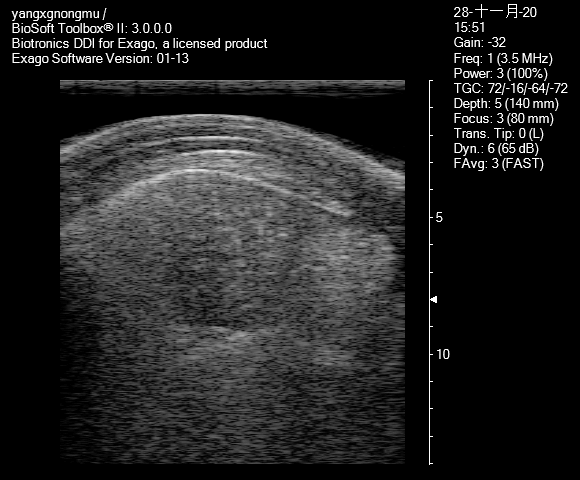 yangxgnongmu /
BioSoft Toolbox® II: 3.0.0.0
Biotronics DDI for Exago, a licensed product
Exago Software Version: 01-13
28-十一月-20
15:51
Gain: -32
Freq: 1 (3.5 MHz)
Power: 3 (100%)
TGC: 72/-16/-64/-72
Depth: 5 (140 mm)
Focus: 3 (80 mm)
Trans. Tip: 0 (L)
Dyn.: 6 (65 dB)
FAvg: 3 (FAST)
5
10